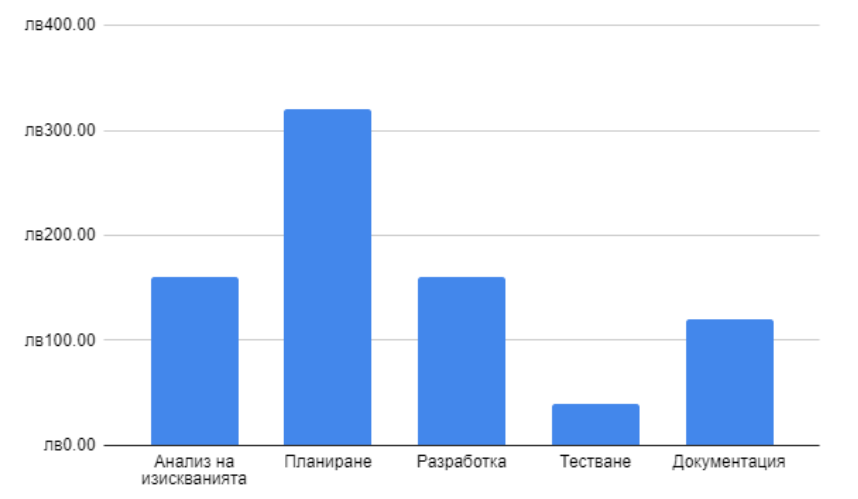 лв400.00
лв300.00
лв200.00
лв100.00
лв0.00
Анализ на
изискванията
Планиране
Разработка
Тестване
Документация